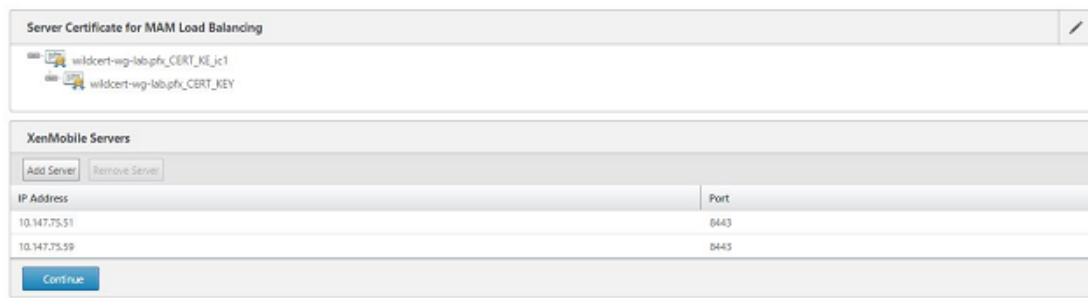 Server Certificate for MAM Load Balancing
wildcert-wg-lab.pfx_CERT_KE_ic1
wildcert-wg-lab.pfx_CERT_KEY
XenMobile Servers
Add Server Remove Server
IP Address Port
10.147.75.51 8443
10.147.75.59 8443
Continue